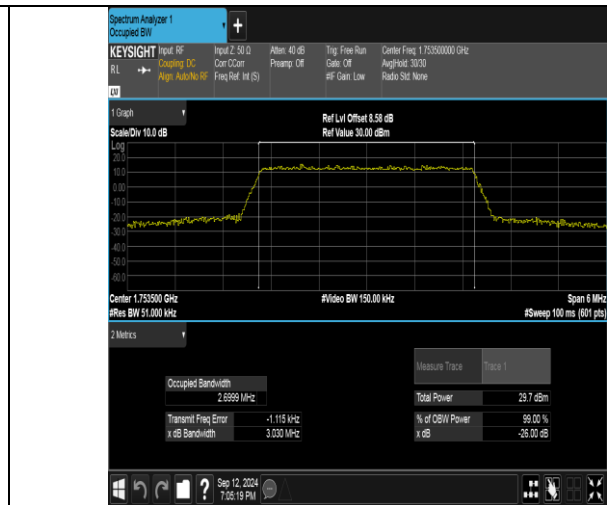 Spectrum Analyzer 1
Occupied BW
+
KEYSIGHT Input: RF Input Z: 50 Ω Atten: 40 dB Trig: Free Run Center Freq: 1.753500000 GHz
Coupling: DC Corr CCorr Preamp: Off Gate: Off Avg|Hold: 30/30
RL Align: Auto/No RF Freq Ref: Int (S) #IF Gain: Low Radio Std: None
LXI
1 Graph Ref Lvl Offset 8.58 dB
Scale/Div 10.0 dB Ref Value 30.00 dBm
Log
20.0
10.0
0.00
-10.0
-20.0
-30.0
-40.0
-50.0
-60.0
Center 1.753500 GHz #Video BW 150.00 kHz Span 6 MHz
#Res BW 51.000 kHz #Sweep 100 ms (601 pts)
2 Metrics
Measure Trace Trace 1
Occupied Bandwidth
2.6999 MHz Total Power 29.7 dBm
Transmit Freq Error -1.115 kHz % of OBW Power 99.00 %
x dB Bandwidth 3.030 MHz x dB -26.00 dB
? Sep 12, 2024
7:05:19 PM